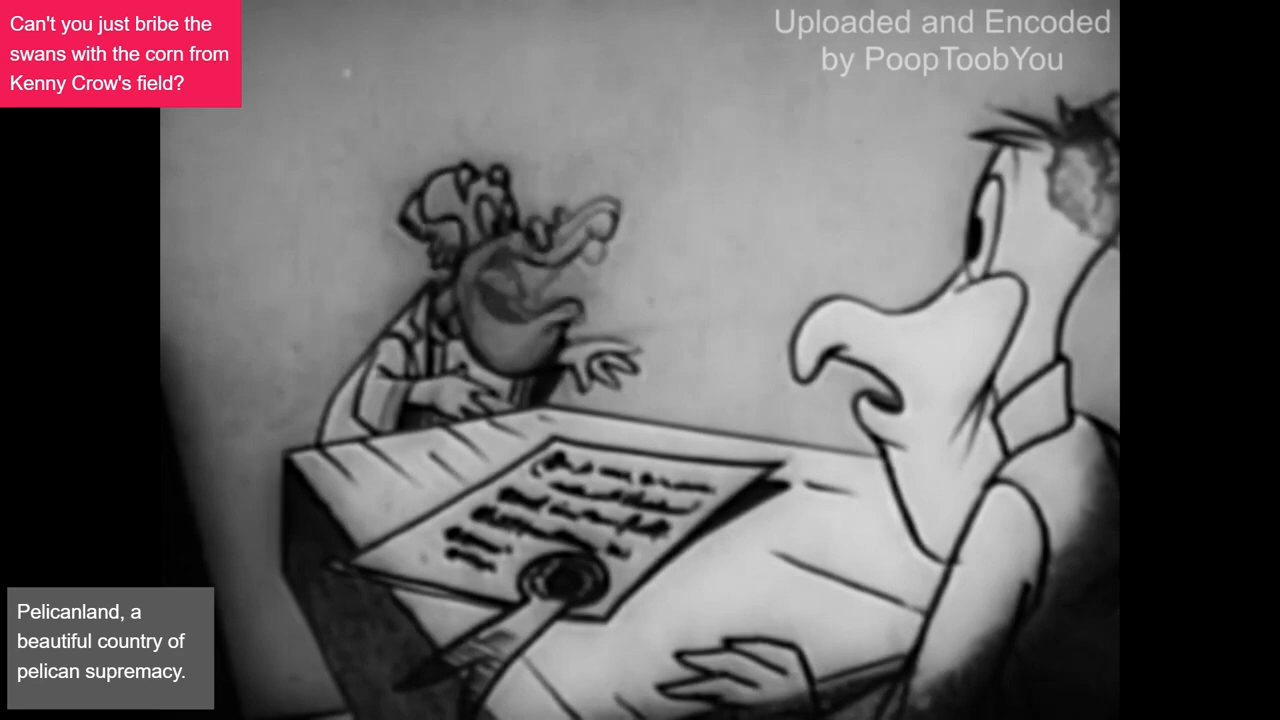 Can't you just bribe the
swans with the corn from
Kenny Crow's field?
Uploaded and Encoded
by PoopToobYou
Pelicanland, a
beautiful country of
pelican supremacy.